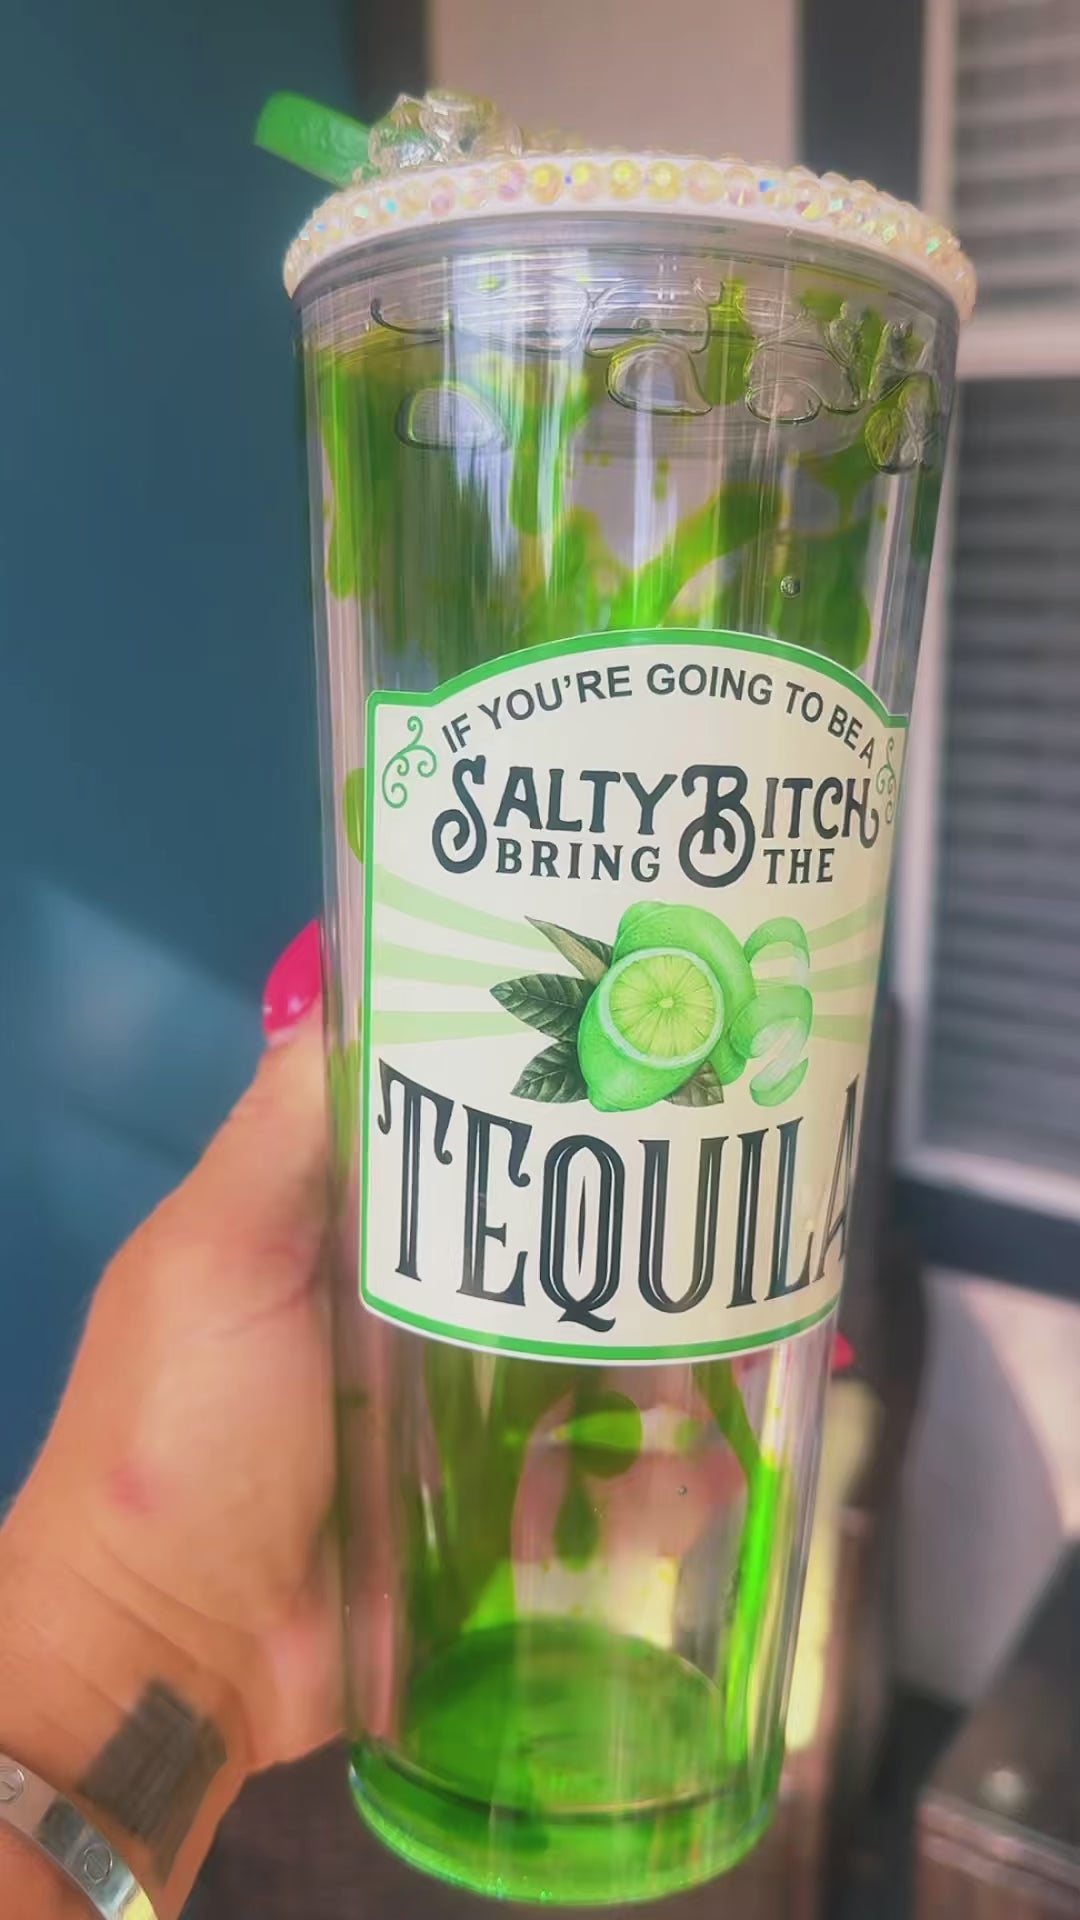 IF YOU'RE GOING TO BE A
SALTY BITCH
BRING THE
TEQUILA